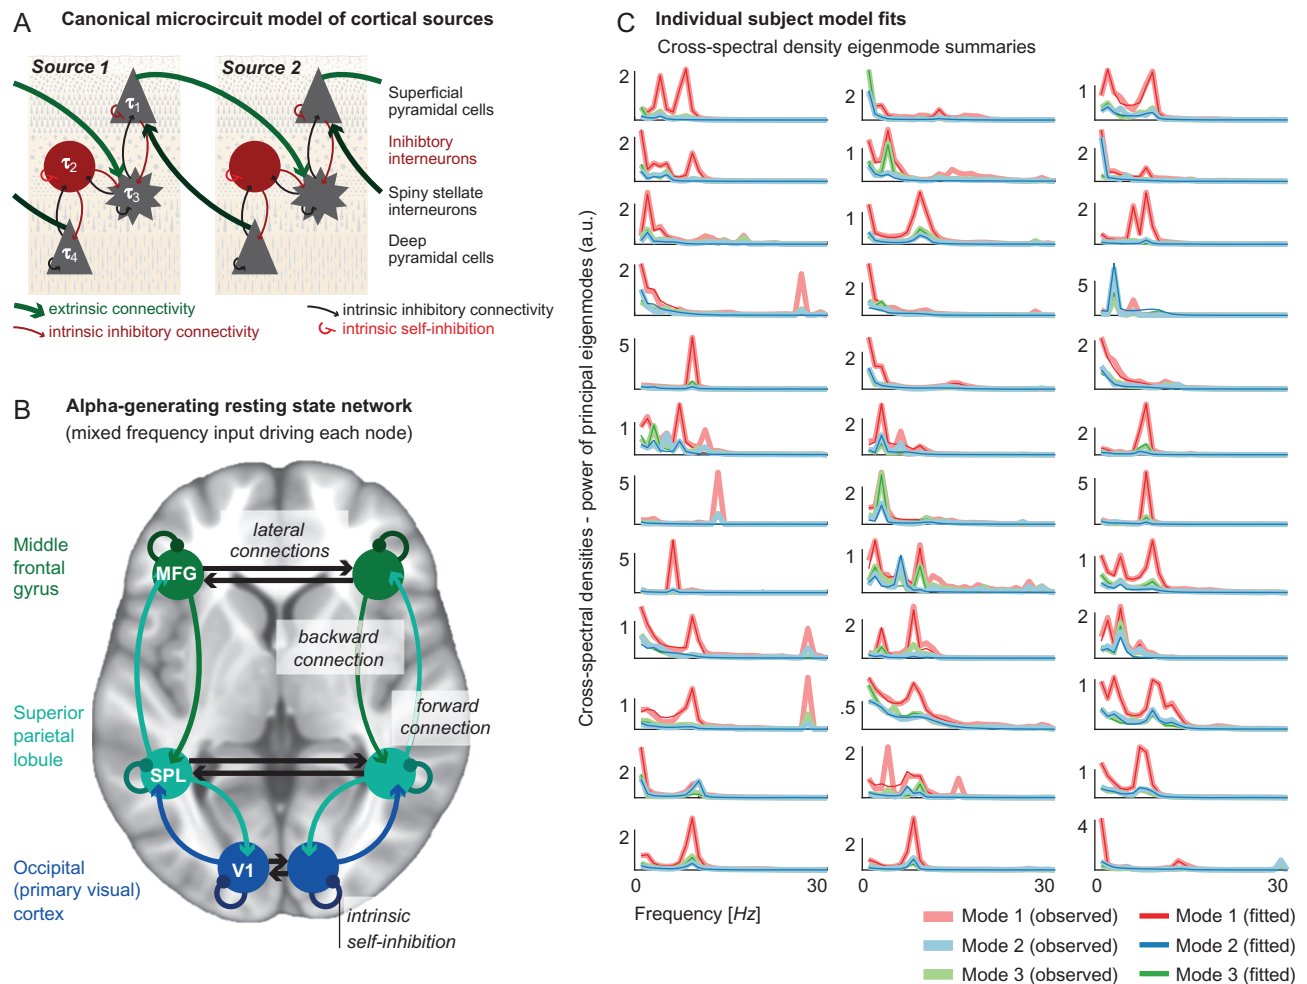 A
Canonical microcircuit model of cortical sources
Source 1
Source 2
τ1
τ2
τ3
τ4
Superficial
pyramidal cells
Inihibtory
interneurons
Spiny stellate
interneurons
Deep
pyramidal cells
extrinsic connectivity
intrinsic inhibitory connectivity
intrinsic inhibitory connectivity
intrinsic self-inhibition
B
Alpha-generating resting state network
(mixed frequency input driving each node)
Middle
frontal
gyrus
MFG
lateral
connections
backward
connection
forward
connection
Superior
parietal
lobule
SPL
Occipital
(primary visual)
cortex
V1
intrinsic
self-inhibition
C
Individual subject model fits
Cross-spectral density eigenmode summaries
Cross-spectral densities - power of principal eigenmodes (a.u.)
2
2
1
2
1
2
2
1
2
2
2
5
5
2
2
1
2
2
5
2
5
5
1
1
1
2
2
1
.5
1
2
2
1
2
2
4
0
30
0
30
0
30
Frequency [Hz]
Mode 1 (observed)
Mode 1 (fitted)
Mode 2 (observed)
Mode 2 (fitted)
Mode 3 (observed)
Mode 3 (fitted)